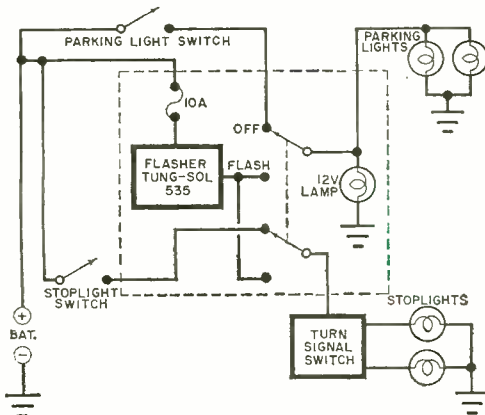 PARKING LIGHT SWITCH
PARKING
LIGHTS
10A
OFF
FLASHER
TUNG-SOL
535
FLASH
12V
LAMP
STOPLIGHT
SWITCH
+
BAT.
−
TURN
SIGNAL
SWITCH
STOPLIGHTS